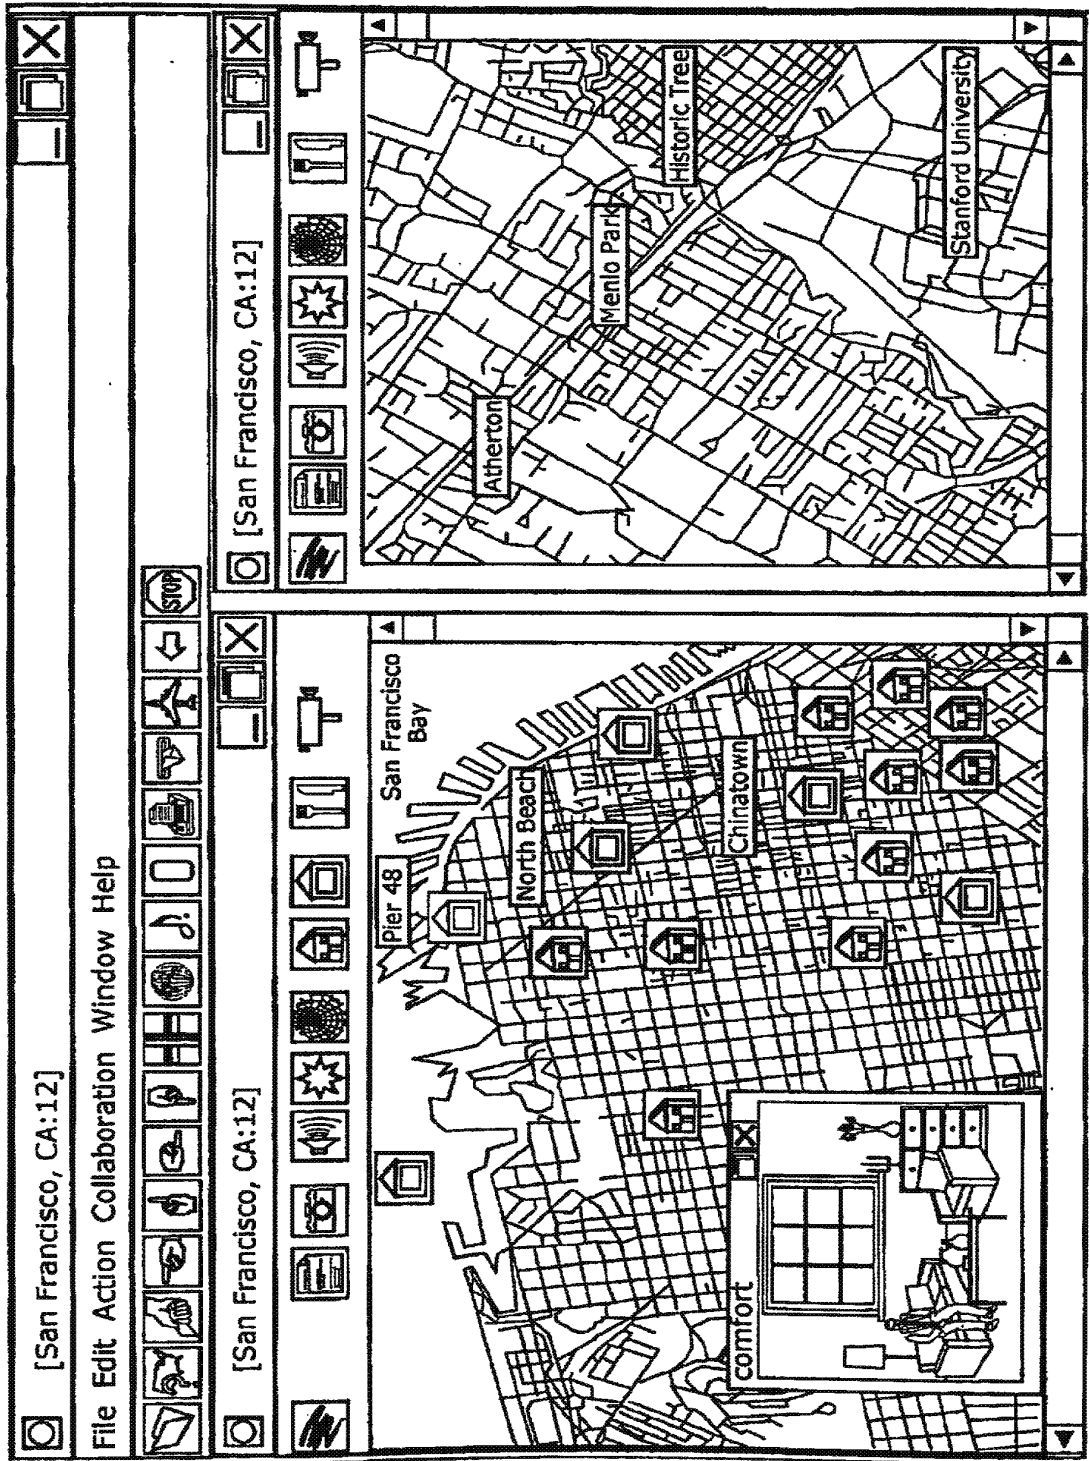 [San Francisco, CA:12]
File Edit Action Collaboration Window Help
STOP
[San Francisco, CA:12]
[San Francisco, CA:12]
Pier 48
San Francisco
Bay
North Beach
Chinatown
comfort
Atherton
Menlo Park
Historic Tree
Stanford University